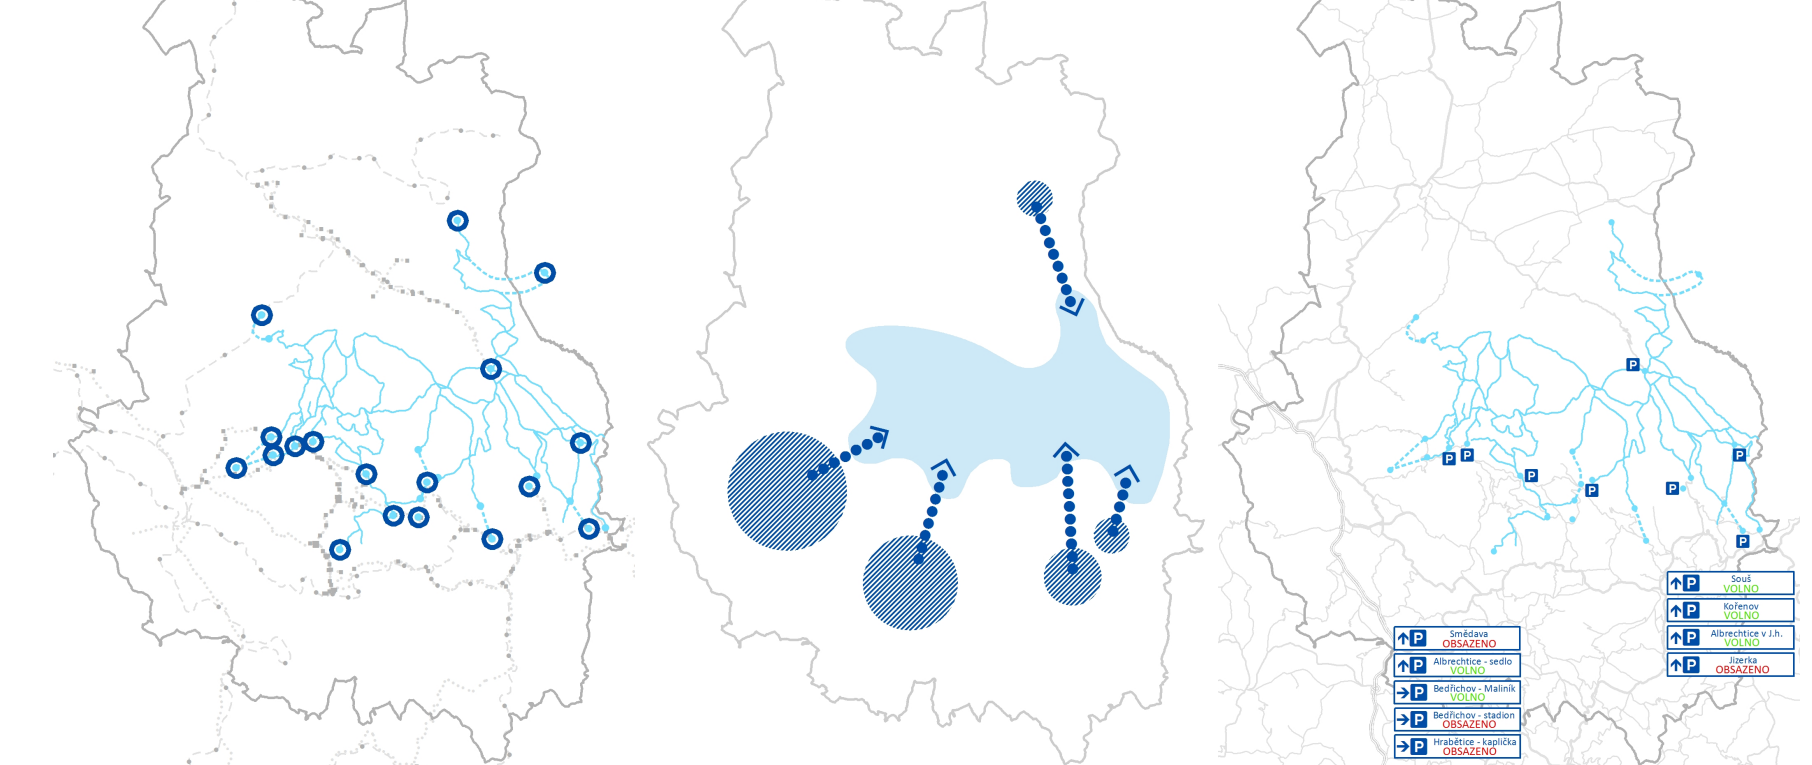 P
P
P
P
P
P
P
P
P Souš
VOLNO
P Kořenov
VOLNO
P Albrechtice v J.h.
VOLNO
P Jizerka
OBSAZENO
P Smědava
OBSAZENO
P Albrechtice - sedlo
VOLNO
P Bedřichov - Maliník
VOLNO
P Bedřichov - stadion
OBSAZENO
P Hrabětice - kaplička
OBSAZENO